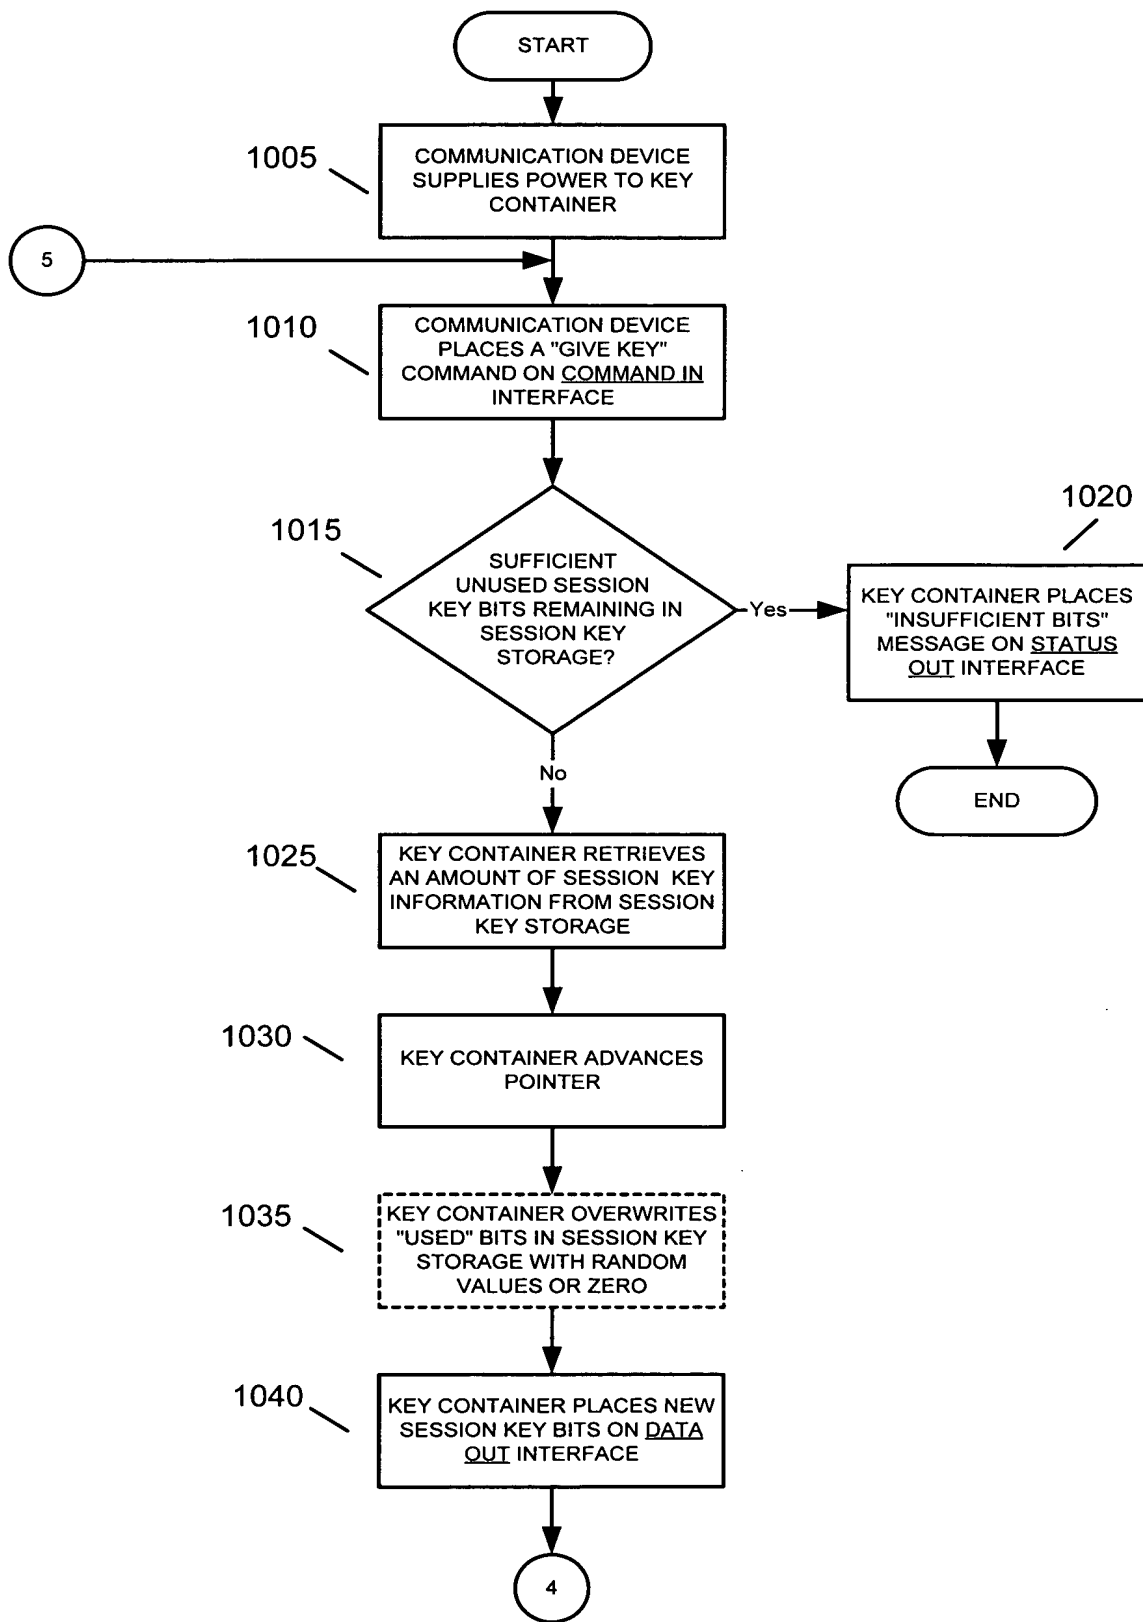 START
1005
COMMUNICATION DEVICE
SUPPLIES POWER TO KEY
CONTAINER
5
1010
COMMUNICATION DEVICE
PLACES A "GIVE KEY"
COMMAND ON COMMAND IN
INTERFACE
1015
SUFFICIENT
UNUSED SESSION
KEY BITS REMAINING IN
SESSION KEY
STORAGE?
Yes
1020
KEY CONTAINER PLACES
"INSUFFICIENT BITS"
MESSAGE ON STATUS
OUT INTERFACE
END
No
1025
KEY CONTAINER RETRIEVES
AN AMOUNT OF SESSION KEY
INFORMATION FROM SESSION
KEY STORAGE
1030
KEY CONTAINER ADVANCES
POINTER
1035
KEY CONTAINER OVERWRITES
"USED" BITS IN SESSION KEY
STORAGE WITH RANDOM
VALUES OR ZERO
1040
KEY CONTAINER PLACES NEW
SESSION KEY BITS ON DATA
OUT INTERFACE
4